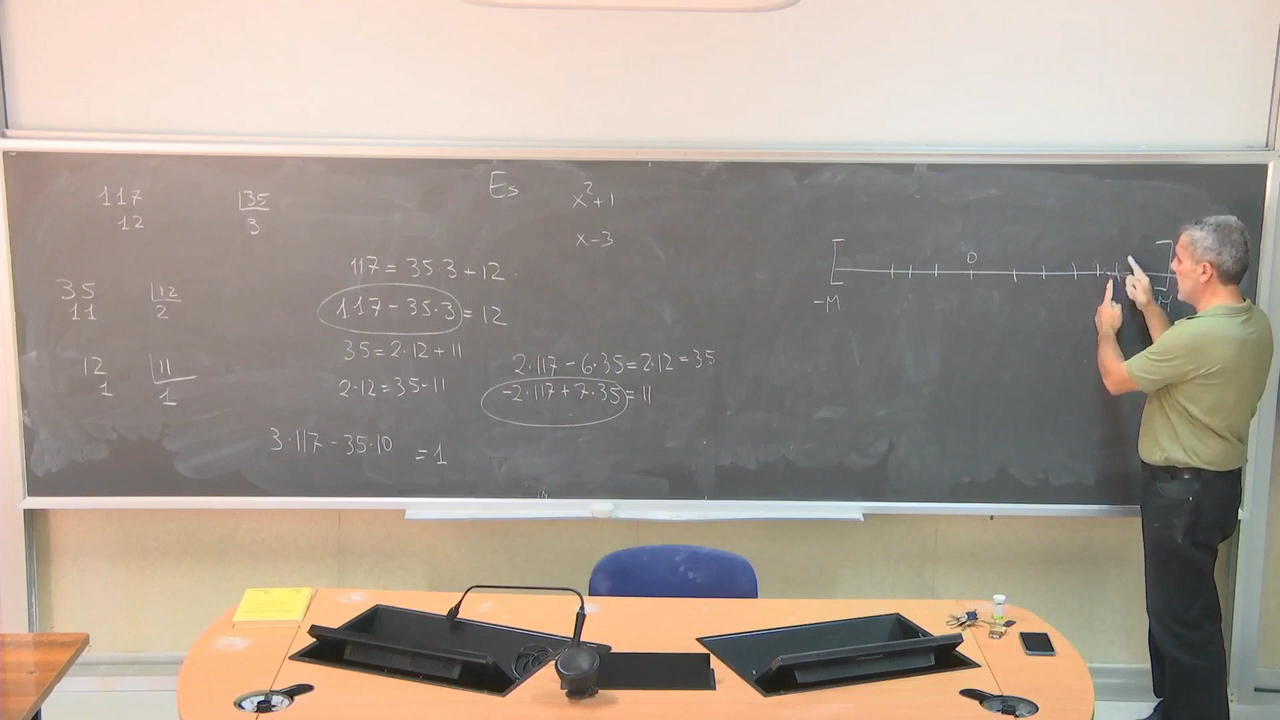 117 35
12 3
35 12
11 2
12 11
1 1
117 = 35·3 + 12
117 - 35·3 = 12
35 = 2·12 + 11
2·12 = 35-11
3·117 - 35·10 = 1
Es x²+1
x-3
2·117 - 6·35 = 2·12 = 35
-2·117 + 7·35 = 11
0
-M M